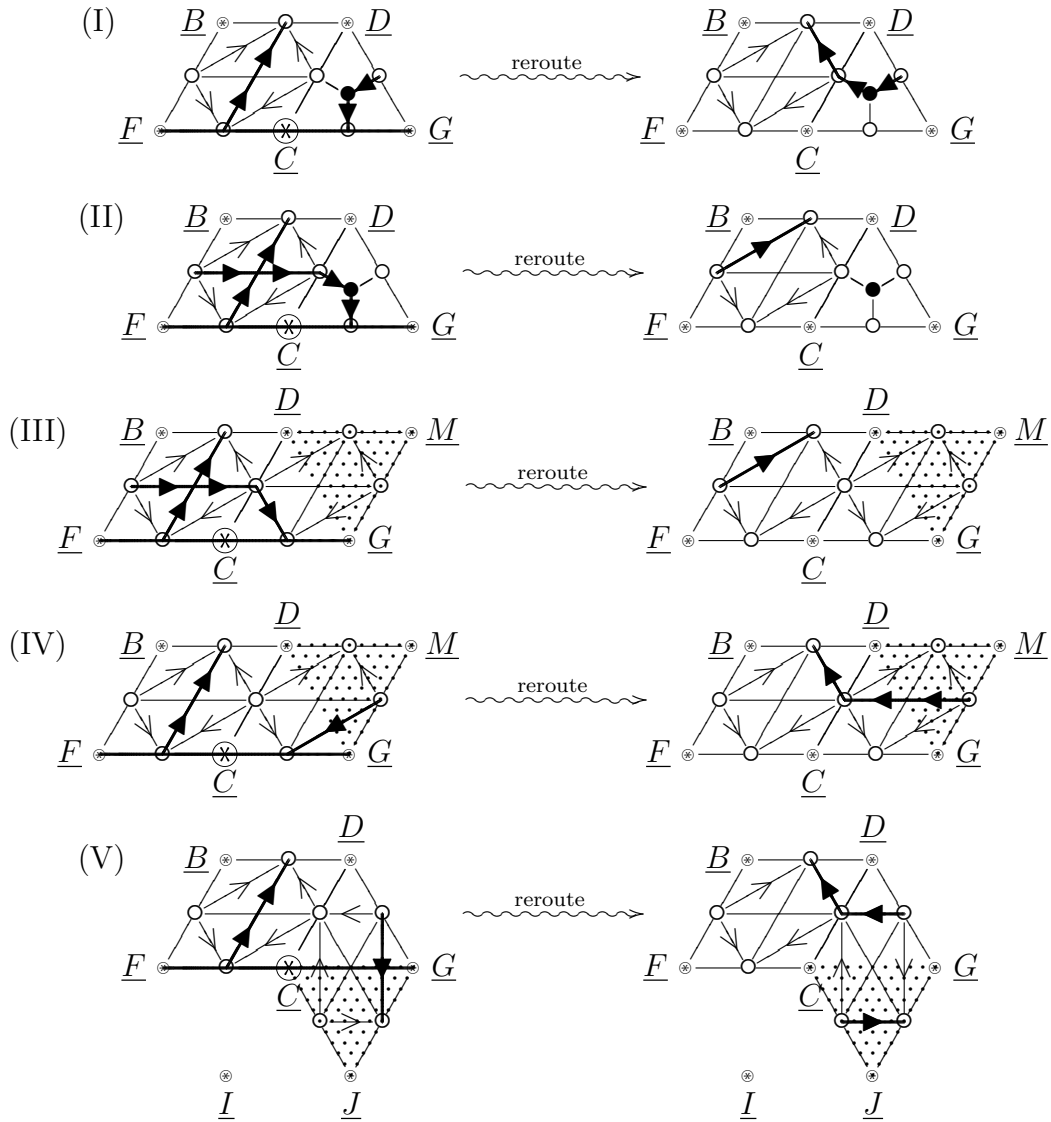 (I) B D reroute B D
F C G F C G
(II) B D reroute B D
F C G F C G
D D
(III) B M reroute B M
F C G F C G
D D
(IV) B M reroute B M
F C G F C G
D D
(V) B reroute B
F C G F C G
I J I J